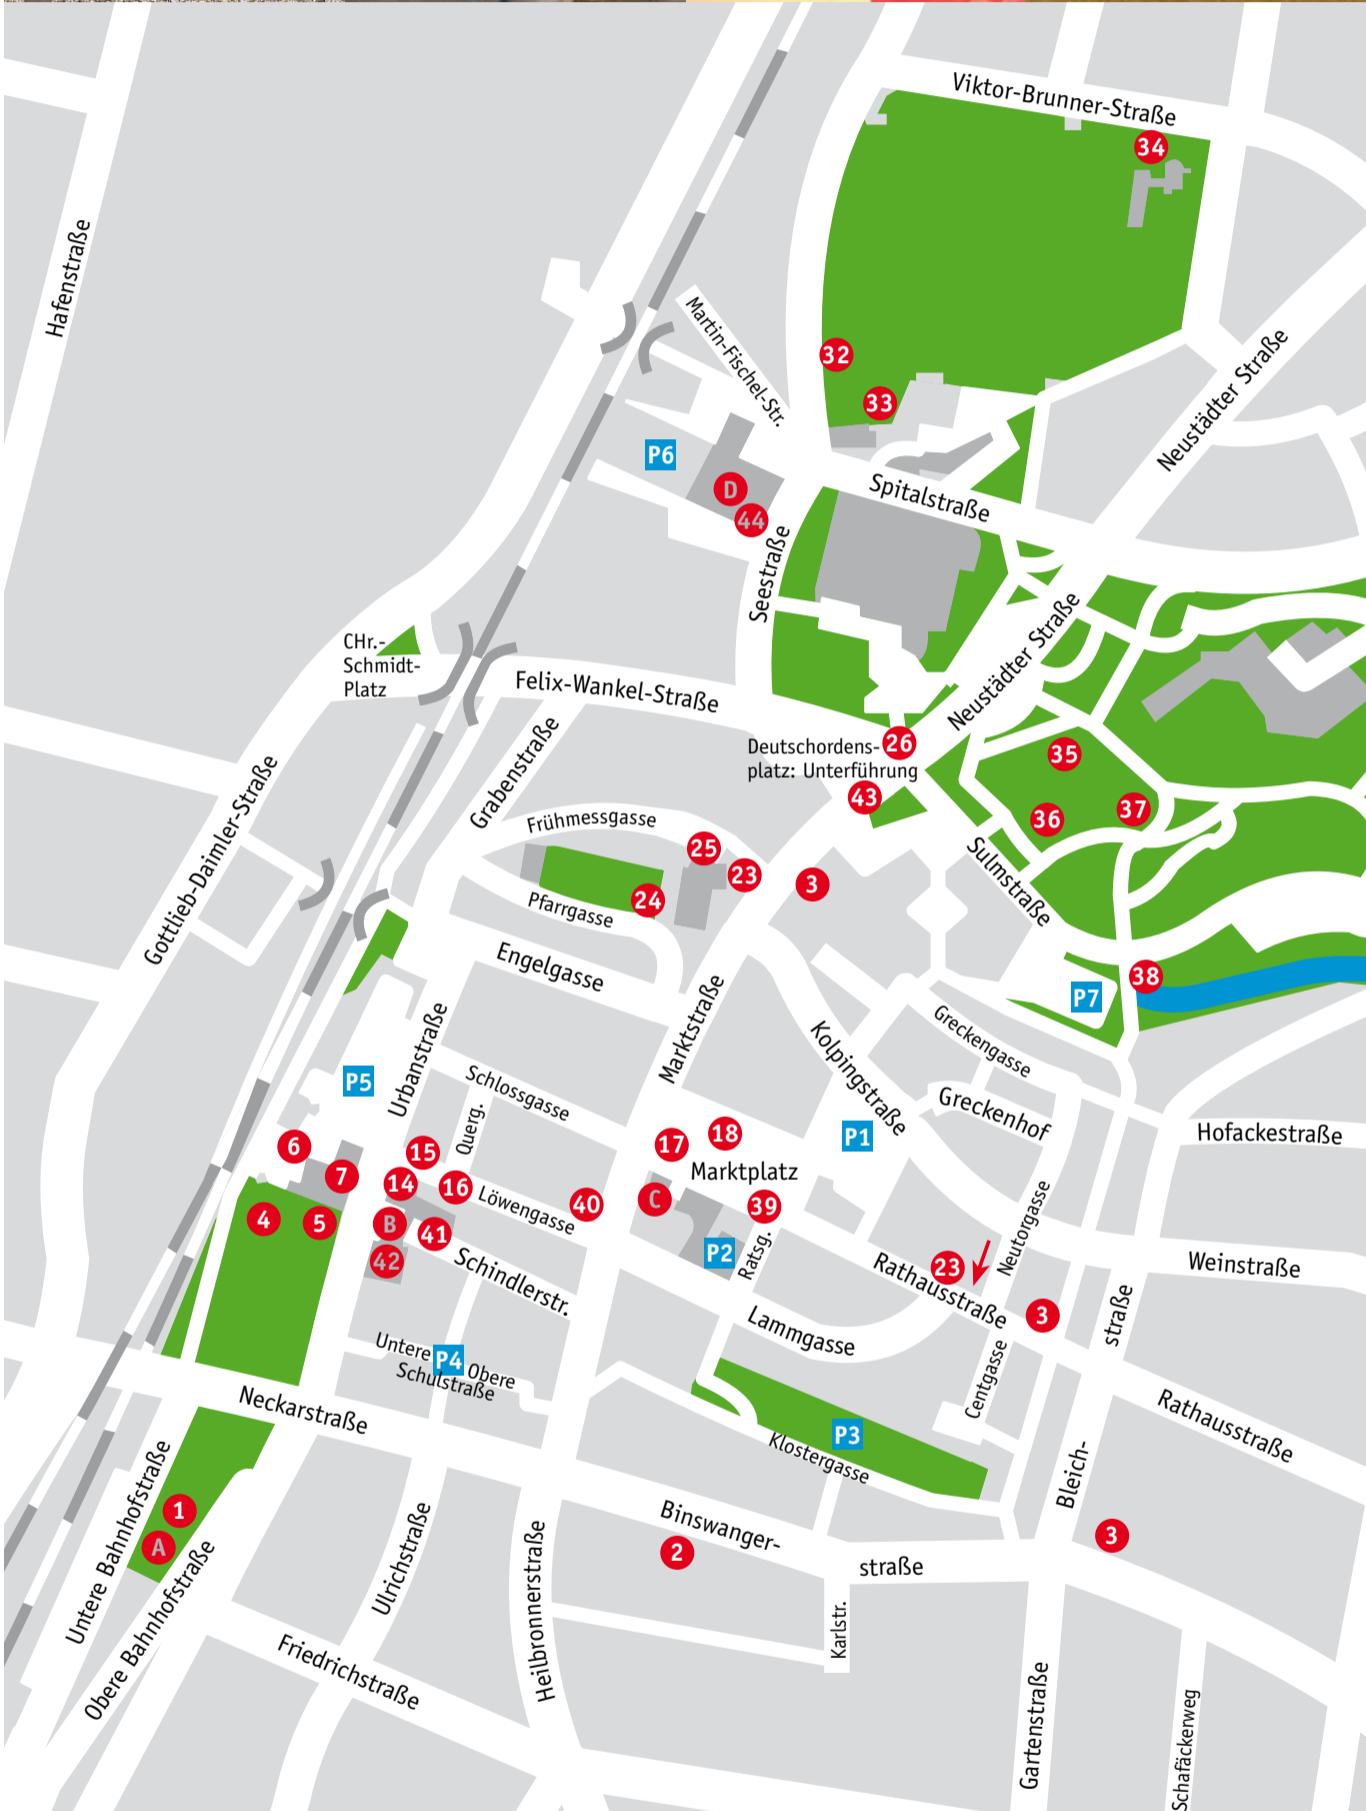 Viktor-Brunner-Straße
34
Hafenstraße
Martin-Fischel-Str.
32
33
Neustädter Straße
P6
D
44
Spitalstraße
Seestraße
CHr.-
Schmidt-
Platz
Felix-Wankel-Straße
Neustädter Straße
Deutschordens-
platz: Unterführung
26
43
35
36
37
Grabenstraße
Gottlieb-Daimler-Straße
Frühmessgasse
25
23
3
24
Pfarrgasse
Sulmstraße
Engelgasse
38
P7
Marktstraße
Urbanstraße
Kolpingstraße
Greckengasse
Greckenhof
P5
Schlossgasse
Querg.
Hofackestraße
6
7
15
14
16
17
18
P1
Marktplatz
4
5
B
41
42
Löwengasse
40
C
39
P2
Ratsg.
Neutorgasse
Weinstraße
Schindlerstr.
23
Rathausstraße
3
straße
Lammgasse
Untere
P4
Obere
Schulstraße
Centgasse
Neckarstraße
Rathausstraße
P3
Klostergasse
Bleich-
1
A
Untere Bahnhofstraße
Obere Bahnhofstraße
Ulrichstraße
Heilbronnerstraße
Binswanger-
2
straße
3
Karlstr.
Friedrichstraße
Gartenstraße
Schafäckerweg